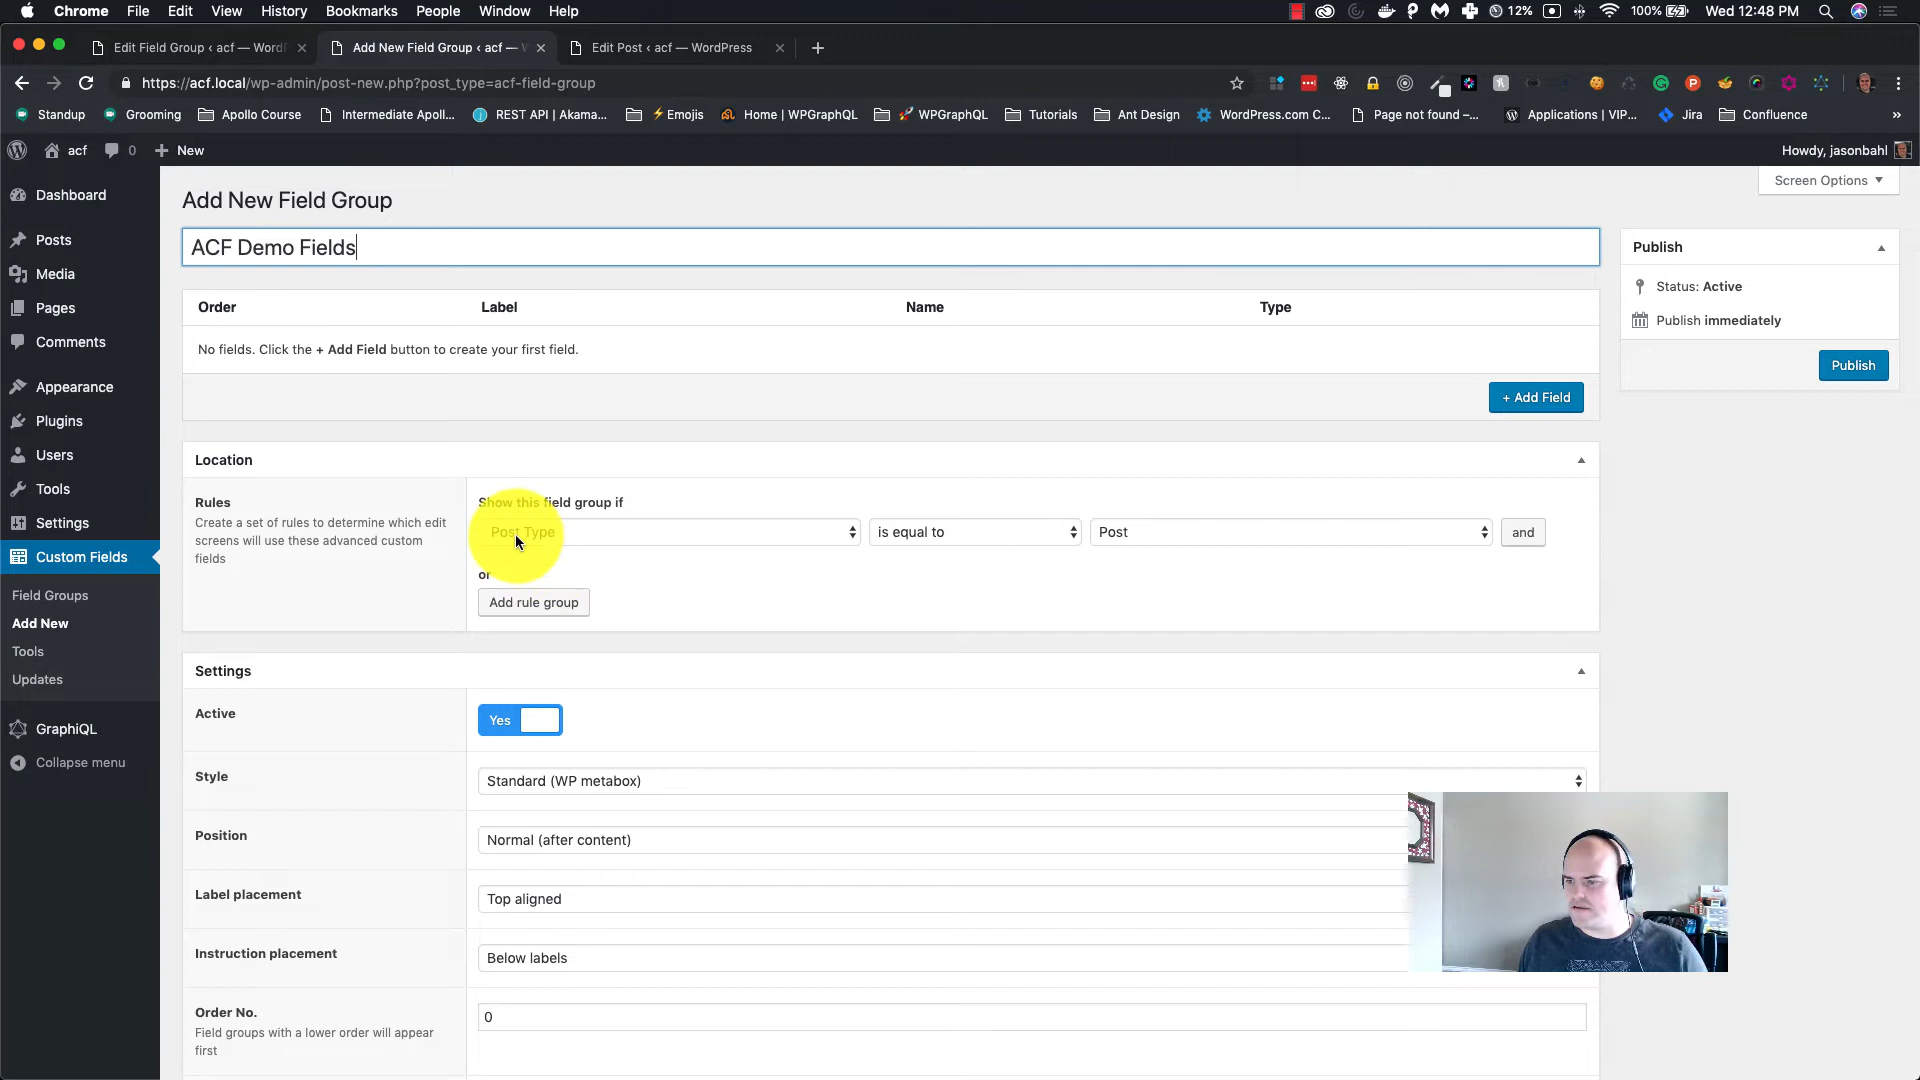 Chrome File Edit View History Bookmarks People Window Help 12% 100% Wed 12:48 PM
Edit Field Group ‹ acf — WordP Add New Field Group ‹ acf — W Edit Post ‹ acf — WordPress
https://acf.local/wp-admin/post-new.php?post_type=acf-field-group
Standup Grooming Apollo Course Intermediate Apoll... REST API | Akama... Emojis Home | WPGraphQL WPGraphQL Tutorials Ant Design WordPress.com C... Page not found –... Applications | VIP... Jira Confluence »
acf 0 + New Howdy, jasonbahl
Screen Options
Dashboard
Posts
Media
Pages
Comments
Appearance
Plugins
Users
Tools
Settings
Custom Fields
Field Groups
Add New
Tools
Updates
GraphiQL
Collapse menu
Add New Field Group
ACF Demo Fields
Order Label Name Type
No fields. Click the + Add Field button to create your first field.
+ Add Field
Location
Rules
Create a set of rules to determine which edit
screens will use these advanced custom
fields
Show this field group if
Post Type is equal to Post and
or
Add rule group
Settings
Active
Yes
Style
Standard (WP metabox)
Position
Normal (after content)
Label placement
Top aligned
Instruction placement
Below labels
Order No.
Field groups with a lower order will appear
first
0
Publish
Status: Active
Publish immediately
Publish